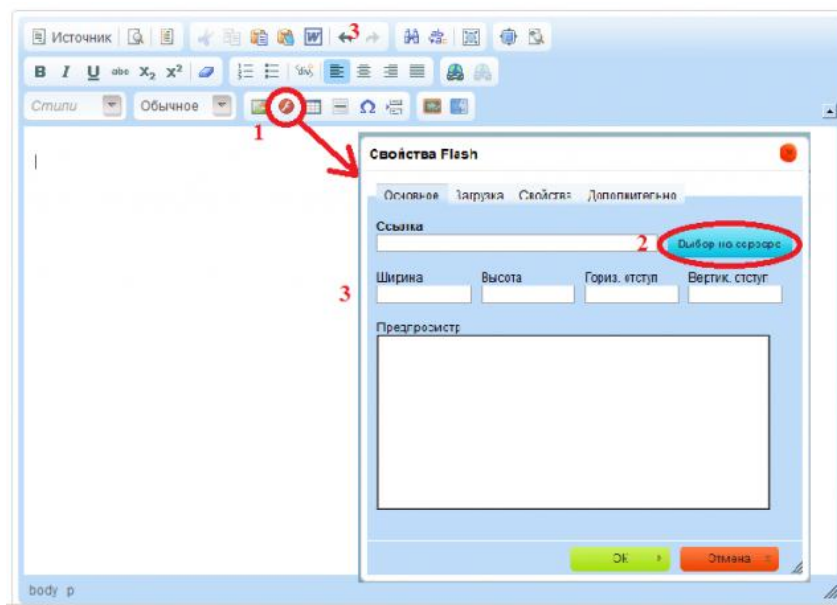 Источник 3
B I U abc X₂ X²
Стили Обычное
1
Свойства Flash
Основное Загрузка Свойства Дополнительно
Ссылка
2 Выбор на сервере
Ширина Высота Гориз. отступ Вертик. отступ
3
Предпросмотр
ОК Отмена
body p